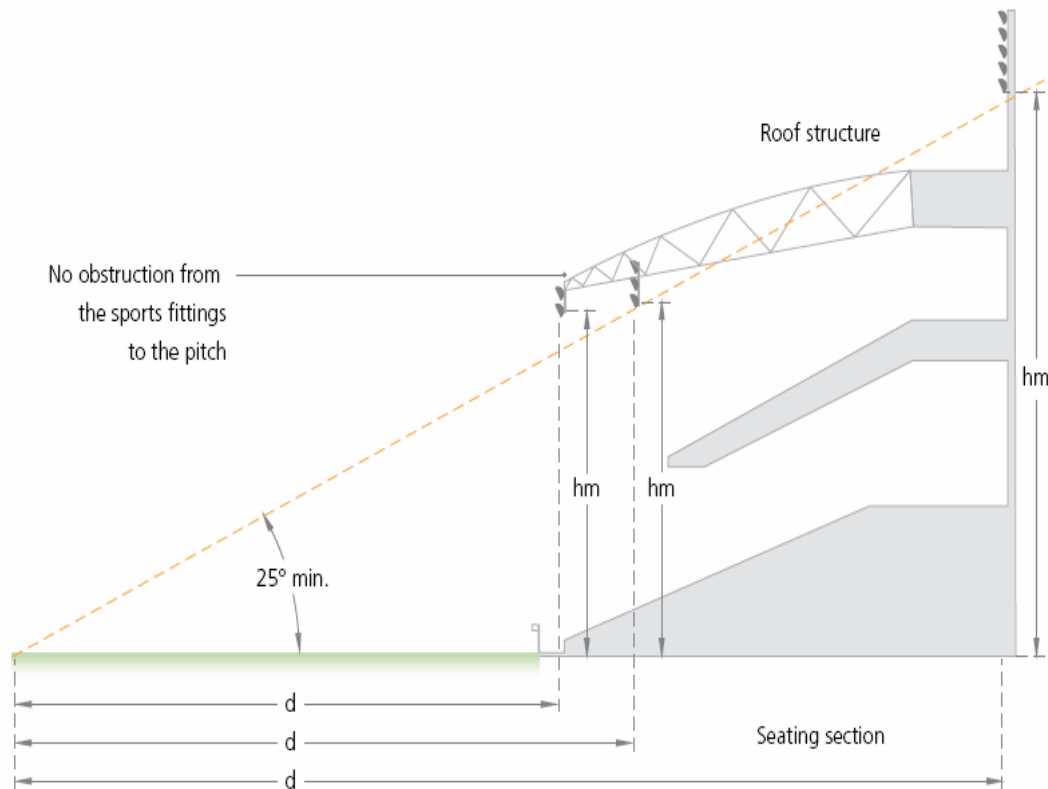 Roof structure
No obstruction from
the sports fittings
to the pitch
hm
hm
hm
25° min.
d
d
Seating section
d